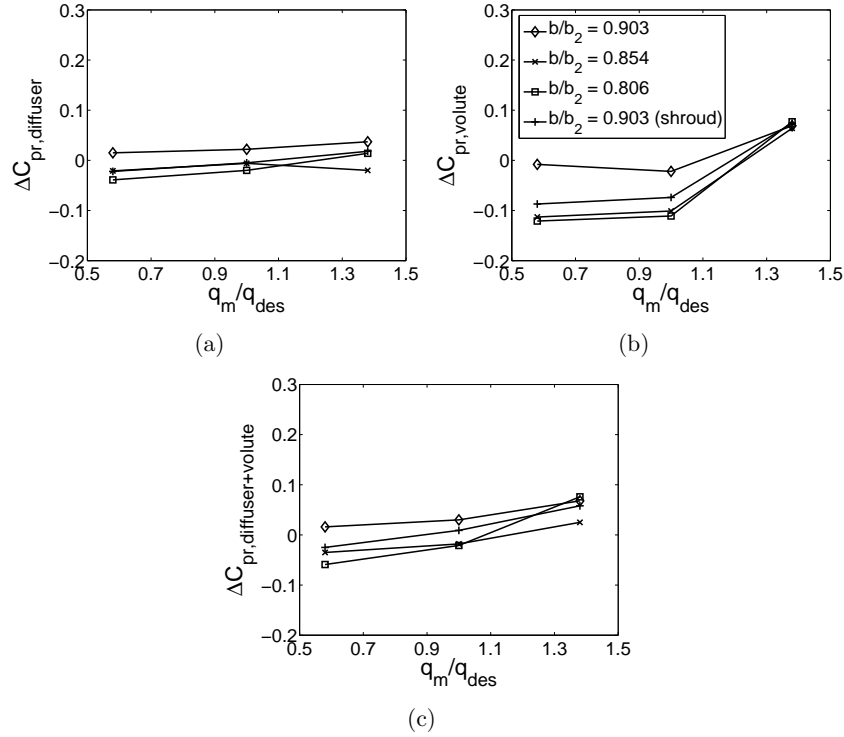 0.3
0.2
0.1
0
−0.1
−0.2
0.5 0.7 0.9 1.1 1.3 1.5
ΔC_pr,diffuser
q_m/q_des
(a)
0.3
0.2
0.1
0
−0.1
−0.2
0.5 0.7 0.9 1.1 1.3 1.5
ΔC_pr,volute
q_m/q_des
b/b_2 = 0.903
b/b_2 = 0.854
b/b_2 = 0.806
b/b_2 = 0.903 (shroud)
(b)
0.3
0.2
0.1
0
−0.1
−0.2
0.5 0.7 0.9 1.1 1.3 1.5
ΔC_pr,diffuser+volute
q_m/q_des
(c)